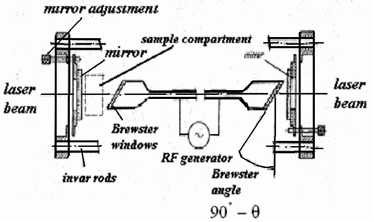 mirror adjustment
mirror
sample compartment
mirror
laser
beam
laser
beam
Brewster
windows
RF generator
invar rods
Brewster
angle
90° – θ